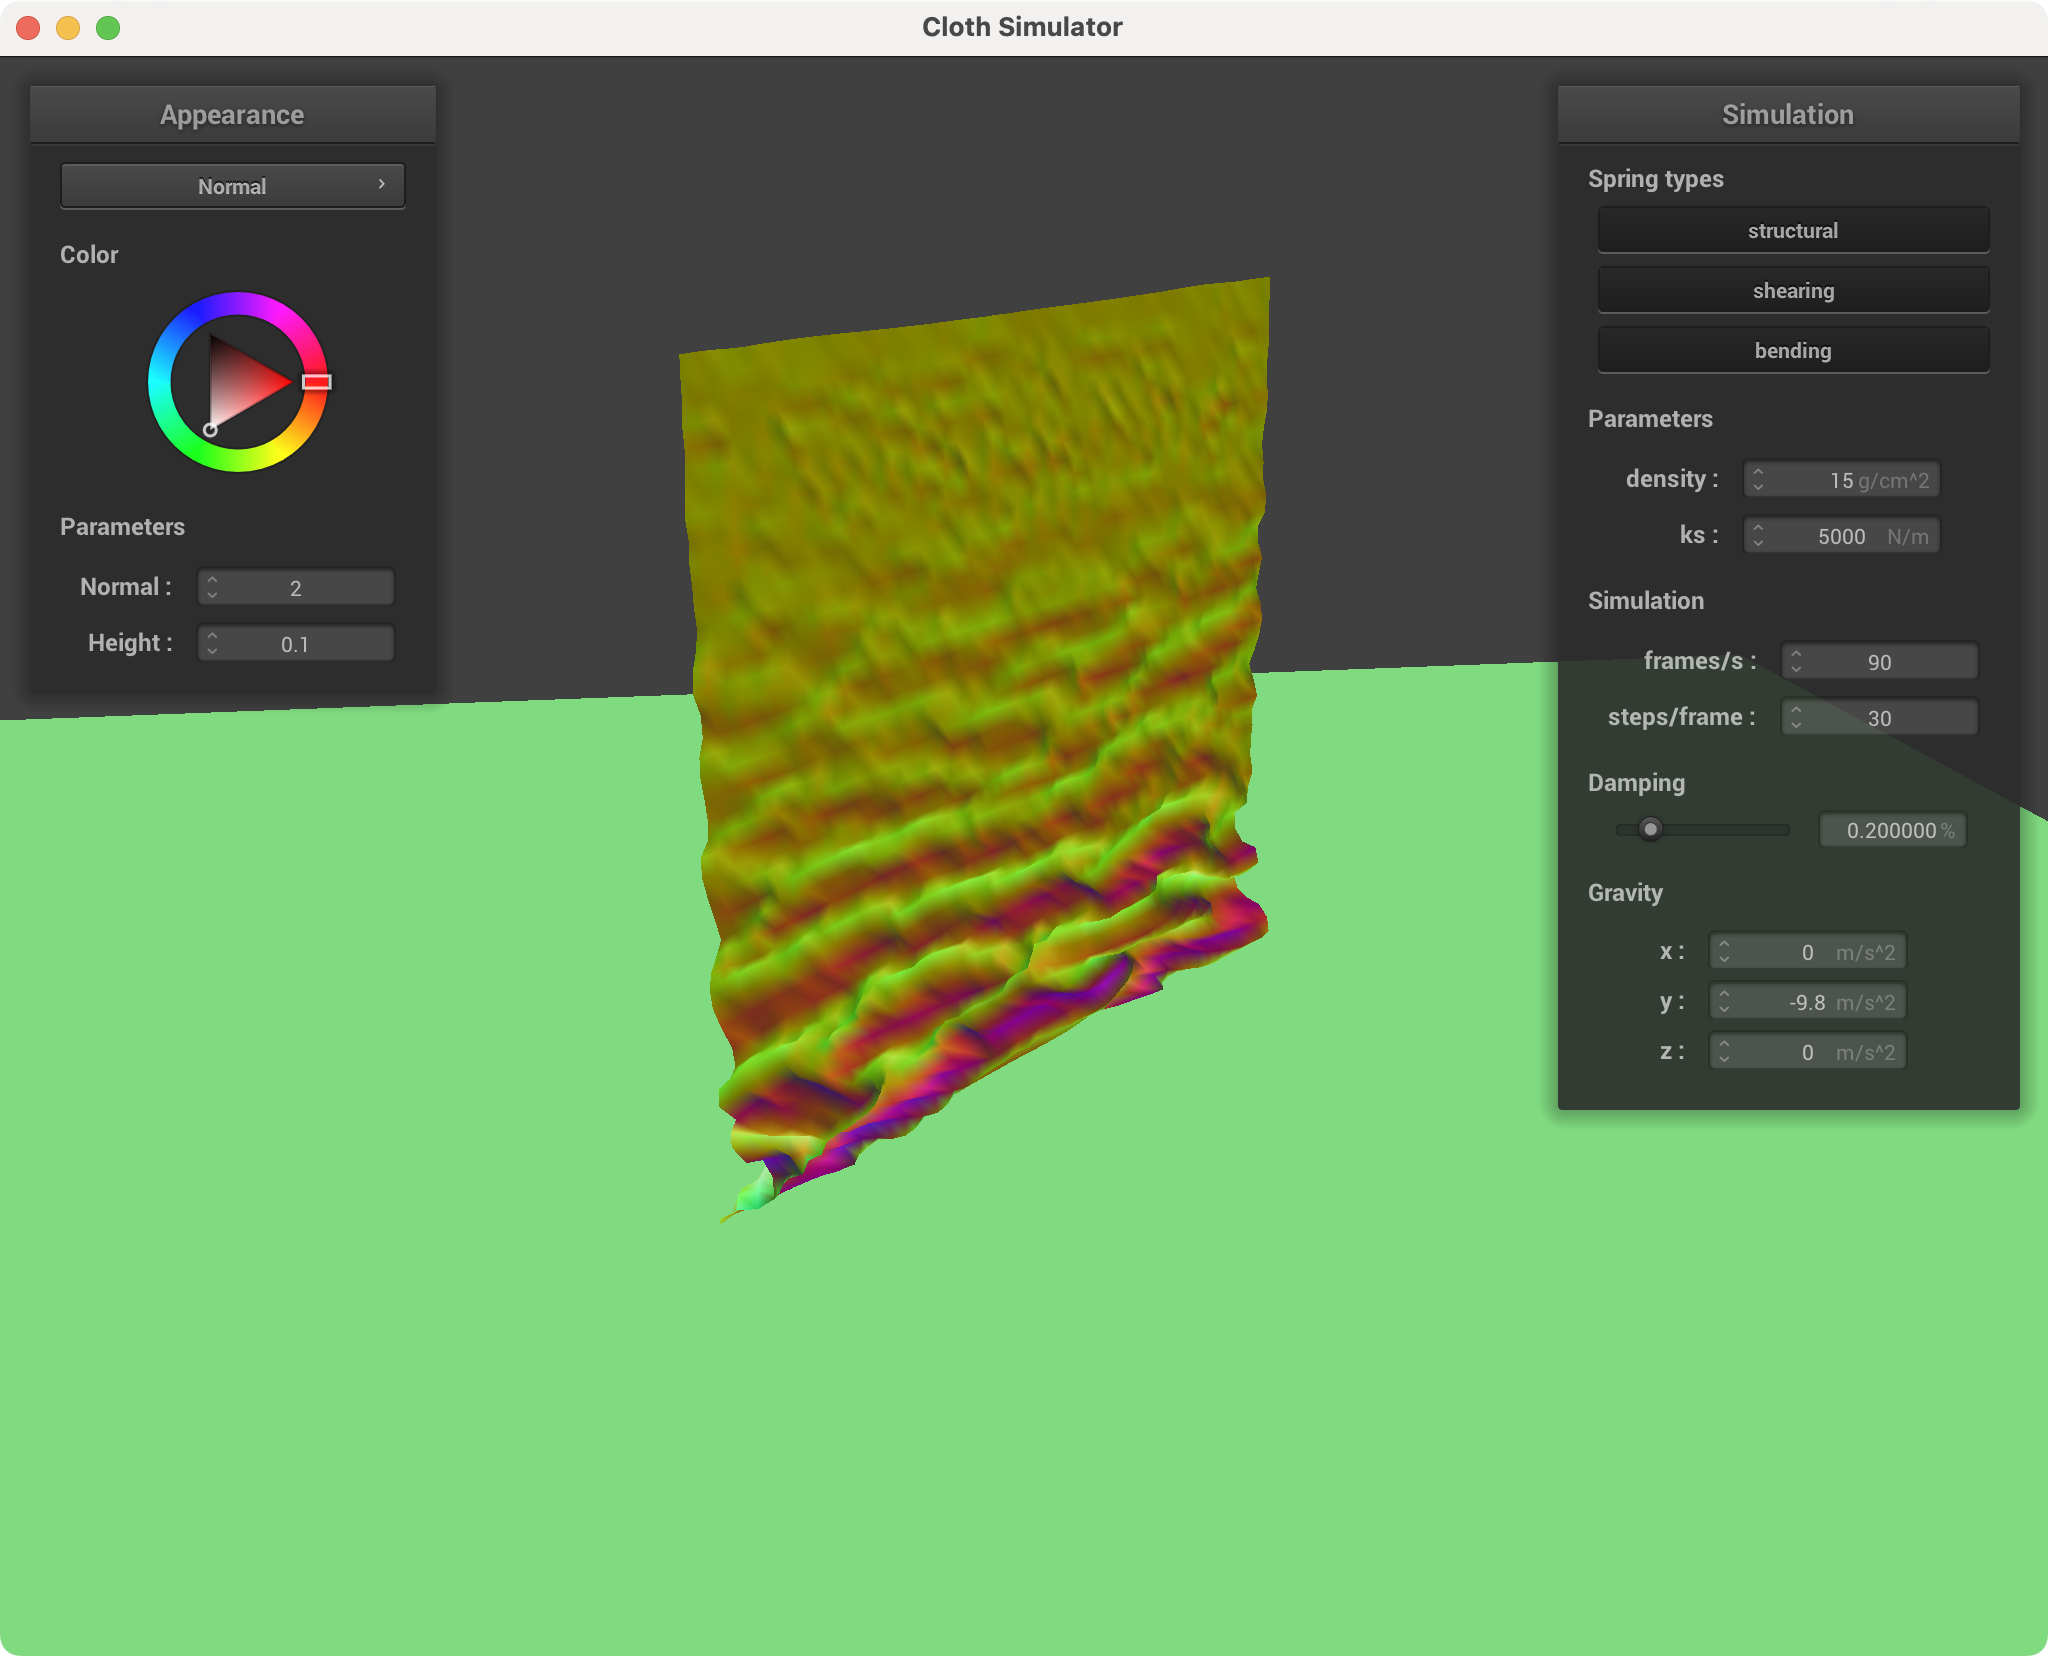 Cloth Simulator
Appearance
Normal
Color
Parameters
Normal : 2
Height : 0.1
Simulation
Spring types
structural
shearing
bending
Parameters
density : 15 g/cm^2
ks : 5000 N/m
Simulation
frames/s : 90
steps/frame : 30
Damping
0.200000 %
Gravity
x : 0 m/s^2
y : -9.8 m/s^2
z : 0 m/s^2